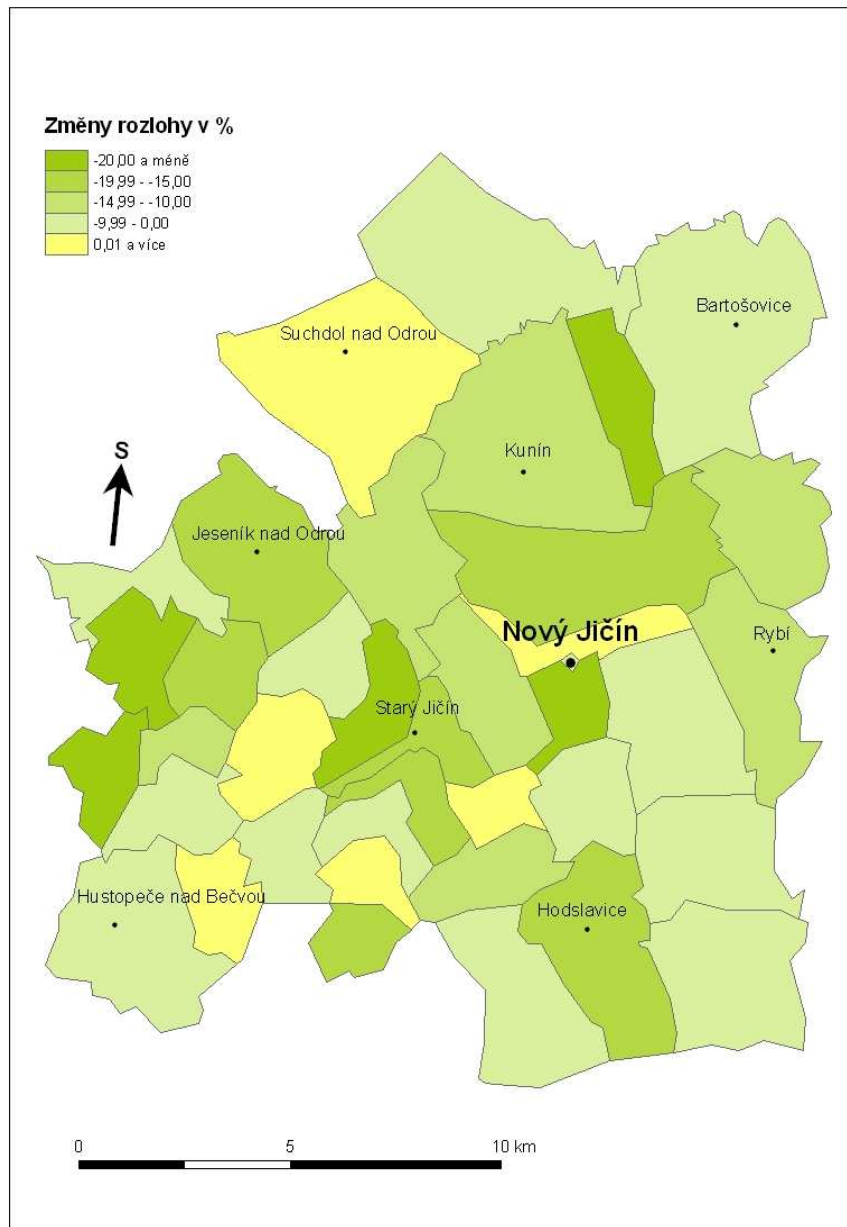 Změny rozlohy v %
-20,00 a méně
-19,99 - -15,00
-14,99 - -10,00
-9,99 - 0,00
0,01 a více
Bartošovice
Suchdol nad Odrou
Kunín
S
Jeseník nad Odrou
Nový Jičín
Rybí
Starý Jičín
Hustopeče nad Bečvou
Hodslavice
0 5 10 km